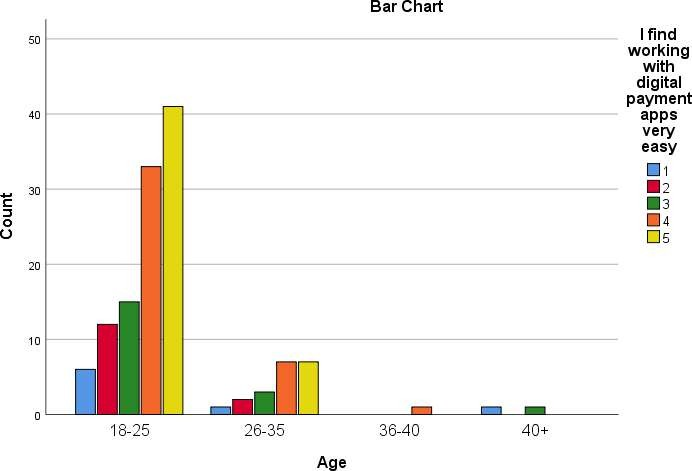 Bar Chart
50
40
30
20
10
0
Count
18-25
26-35
36-40
40+
Age
I find
working
with
digital
payment
apps
very
easy
1
2
3
4
5